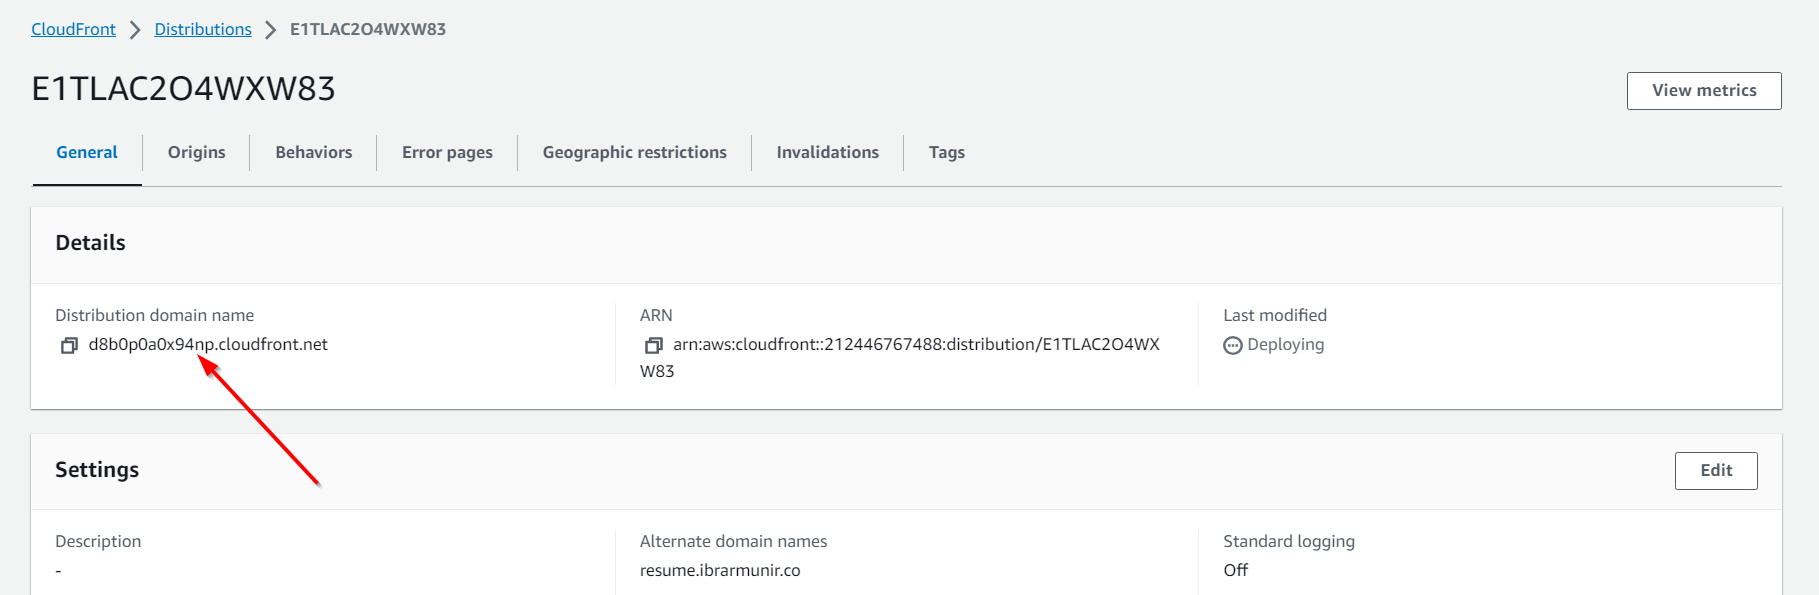 CloudFront > Distributions > E1TLAC2O4WXW83
E1TLAC2O4WXW83
View metrics
General Origins Behaviors Error pages Geographic restrictions Invalidations Tags
Details
Distribution domain name
d8b0p0a0x94np.cloudfront.net
ARN
arn:aws:cloudfront::212446767488:distribution/E1TLAC2O4WX
W83
Last modified
Deploying
Settings
Edit
Description
-
Alternate domain names
resume.ibrarmunir.co
Standard logging
Off